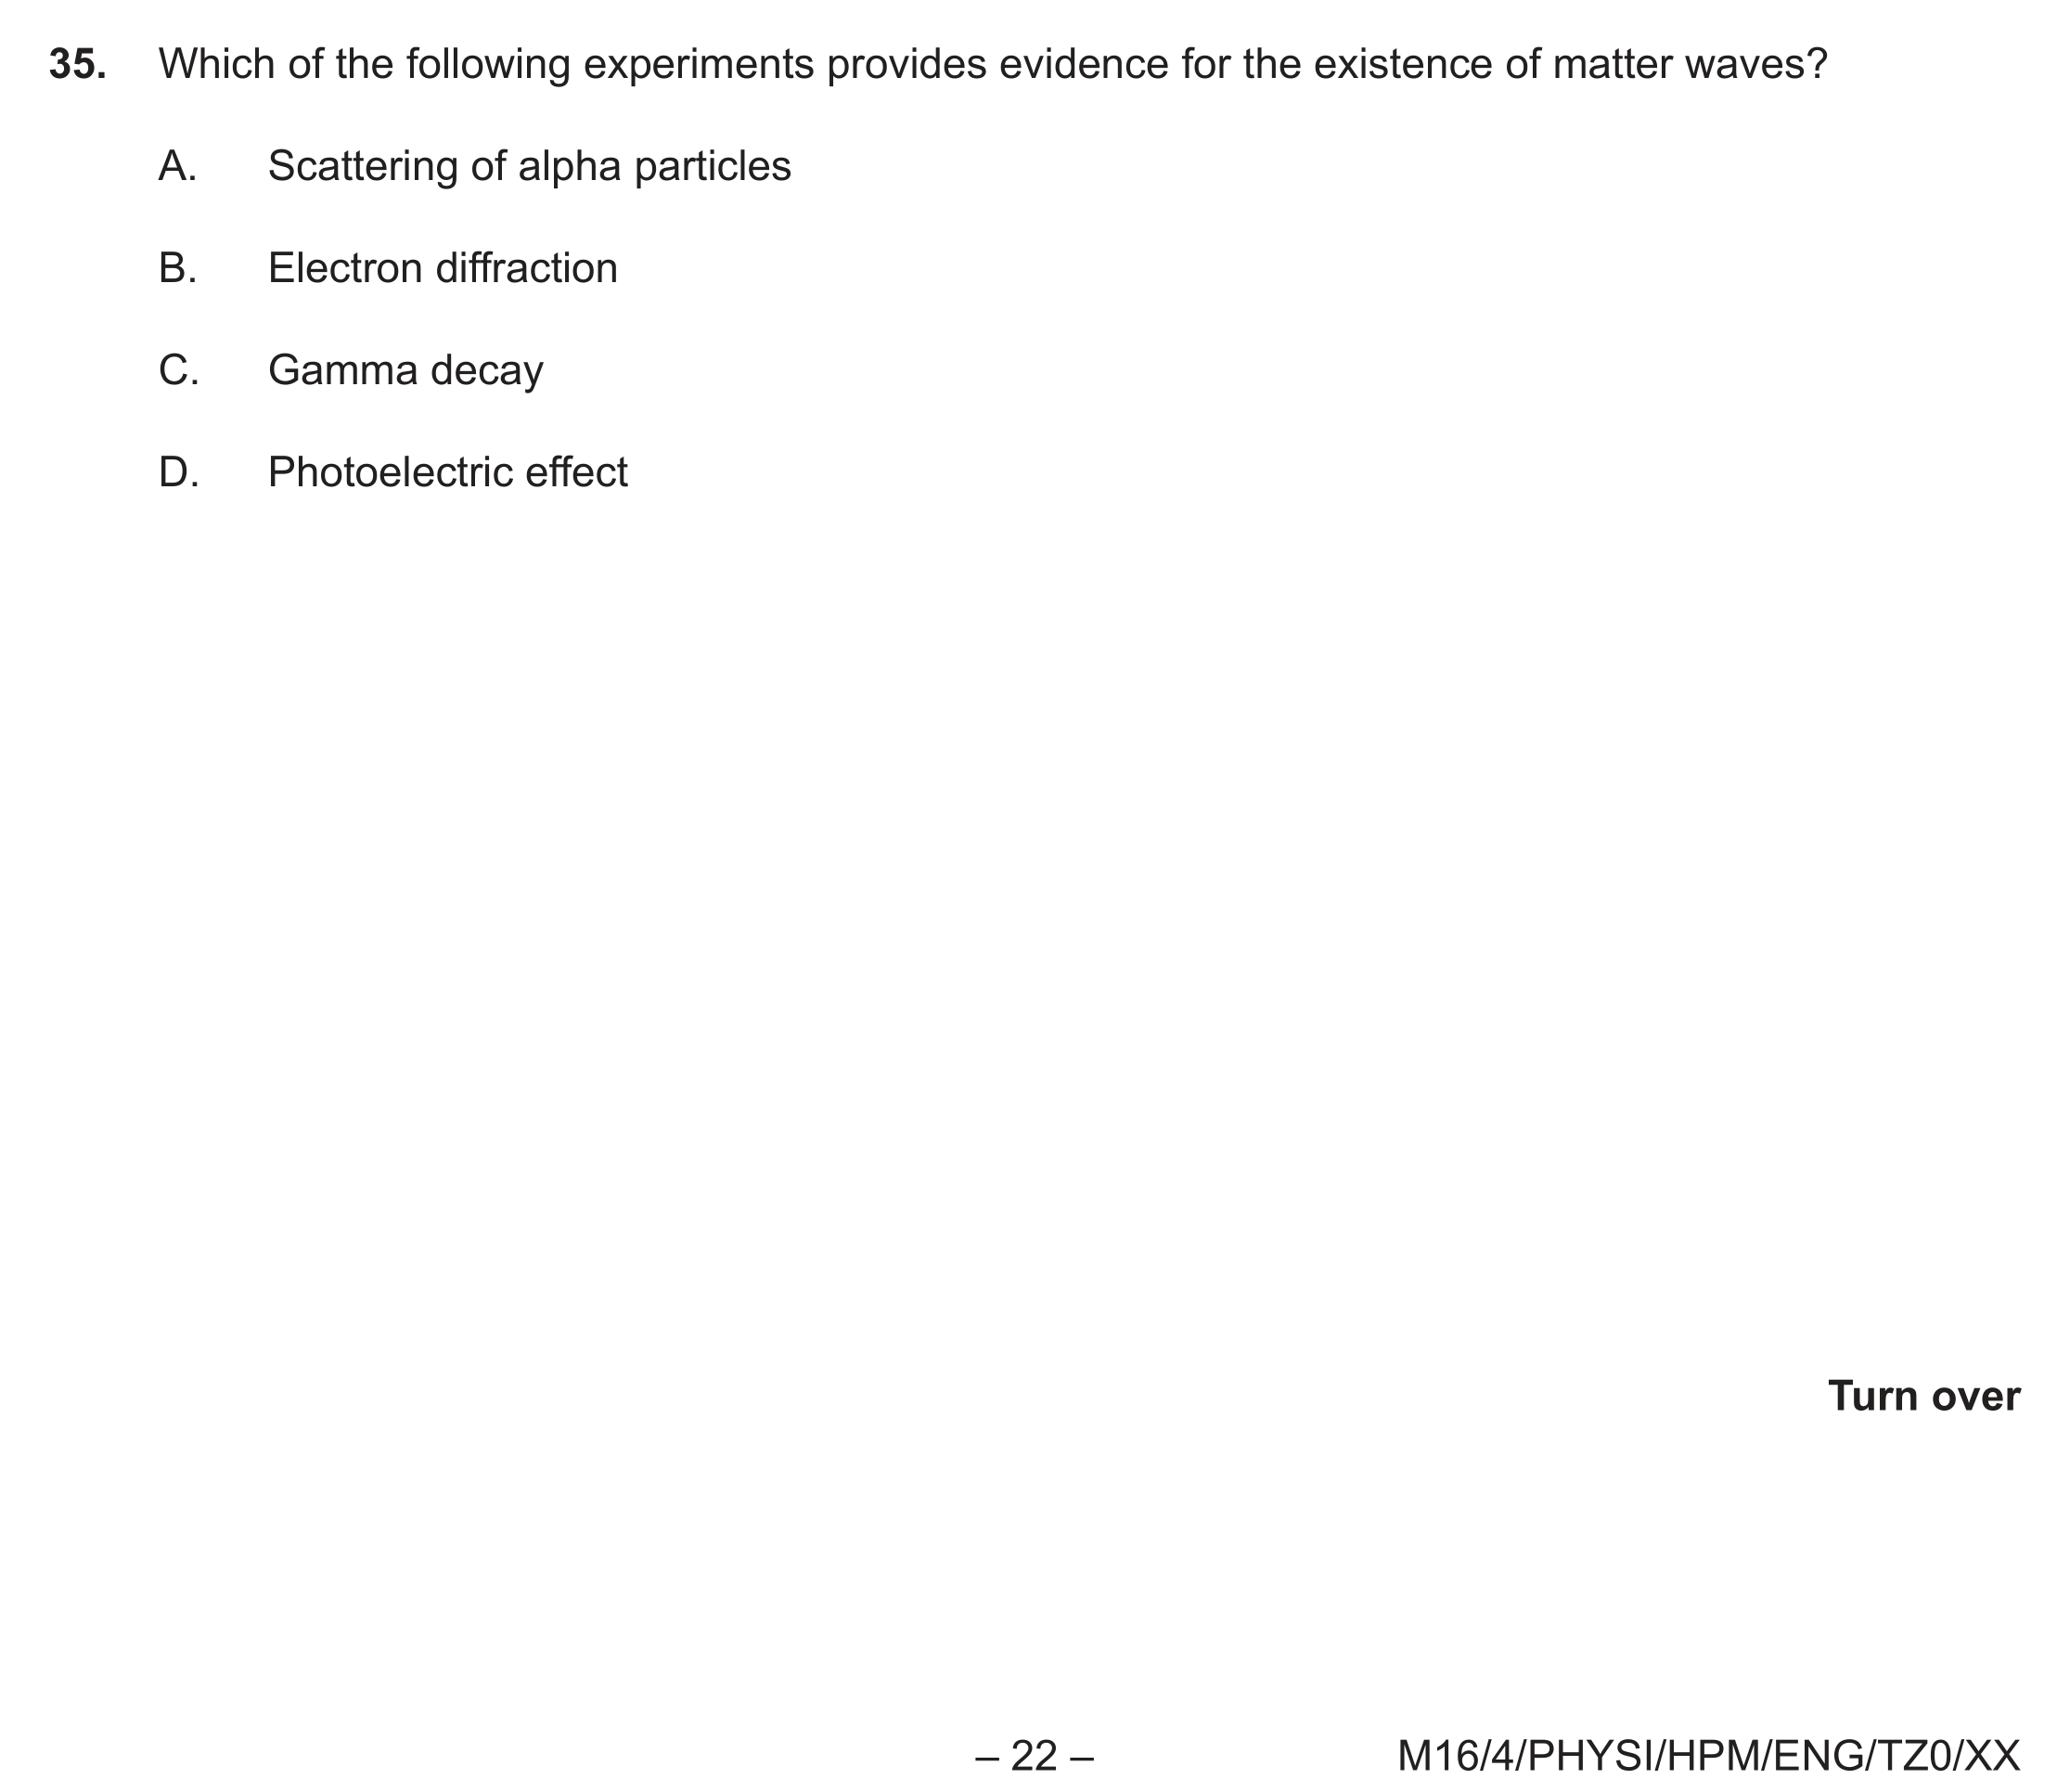 35. Which of the following experiments provides evidence for the existence of matter waves?
A. Scattering of alpha particles
B. Electron diffraction
C. Gamma decay
D. Photoelectric effect
Turn over
– 22 – M16/4/PHYSI/HPM/ENG/TZ0/XX